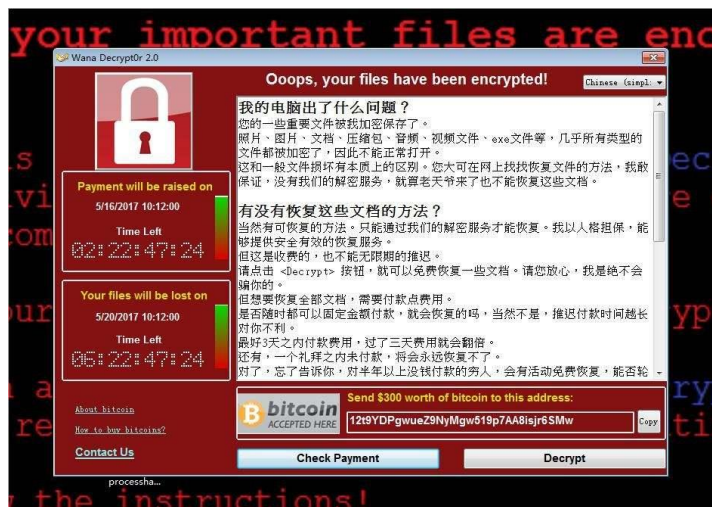 your important files are enc
Wana Decrypt0r 2.0
Ooops, your files have been encrypted!
Chinese (simpl:
我的电脑出了什么问题？
您的一些重要文件被我加密保存了。
照片、图片、文档、压缩包、音频、视频文件、exe文件等，几乎所有类型的
文件都被加密了，因此不能正常打开。
这和一般文件损坏有本质上的区别。您大可在网上找找恢复文件的方法，我敢
保证，没有我们的解密服务，就算老天爷来了也不能恢复这些文档。
有没有恢复这些文档的方法？
当然有可恢复的方法。只能通过我们的解密服务才能恢复。我以人格担保，能
够提供安全有效的恢复服务。
但这是收费的，也不能无限期的推迟。
请点击 <Decrypt> 按钮，就可以免费恢复一些文档。请您放心，我是绝不会
骗你的。
但想要恢复全部文档，需要付款点费用。
是否随时都可以固定金额付款，就会恢复的吗，当然不是，推迟付款时间越长
对你不利。
最好3天之内付款费用，过了三天费用就会翻倍。
还有，一个礼拜之内未付款，将会永远恢复不了。
对了，忘了告诉你，对半年以上没钱付款的穷人，会有活动免费恢复，能否轮
Payment will be raised on
5/16/2017 10:12:00
Time Left
02:22:47:24
Your files will be lost on
5/20/2017 10:12:00
Time Left
06:22:47:24
About bitcoin
How to buy bitcoins?
Contact Us
bitcoin
ACCEPTED HERE
Send $300 worth of bitcoin to this address:
12t9YDPgwueZ9NyMgw519p7AA8isjr6SMw
Copy
Check Payment
Decrypt
processha...
the instructions!